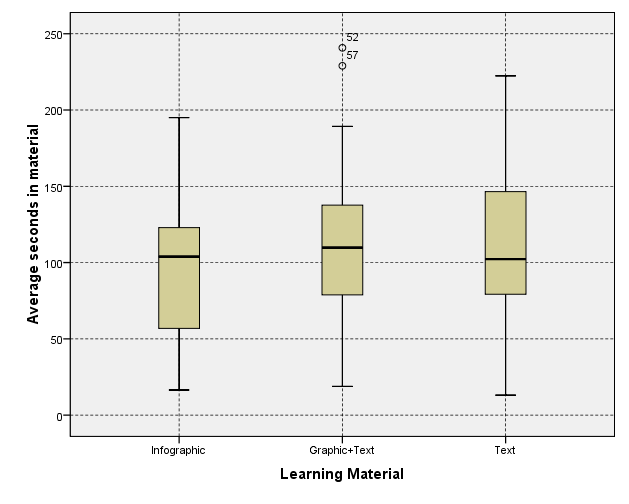 Average seconds in material
250
200
150
100
50
0
52
57
Infographic
Graphic+Text
Text
Learning Material